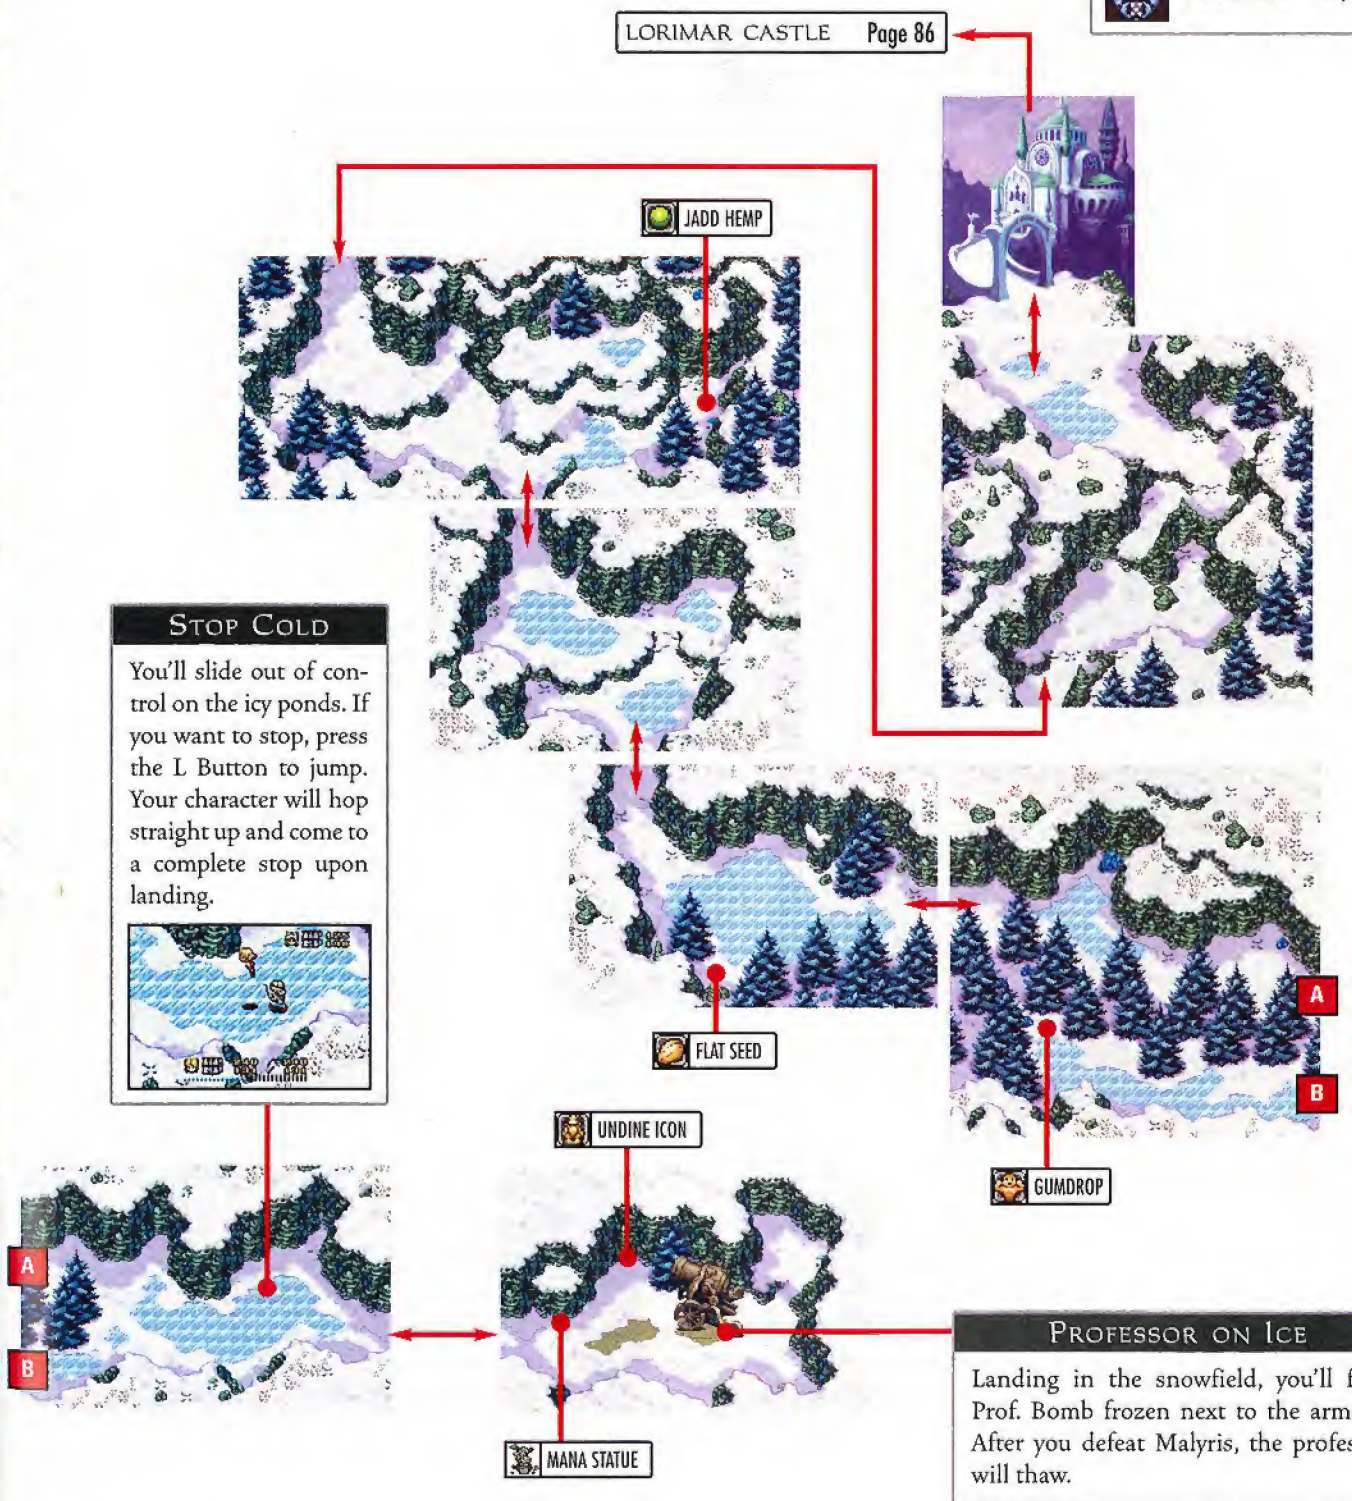 LORIMAR CASTLE Page 86
JADD HEMP
STOP COLD
You'll slide out of con-
trol on the icy ponds. If
you want to stop, press
the L Button to jump.
Your character will hop
straight up and come to
a complete stop upon
landing.
FLAT SEED
A
B
GUMDROP
UNDINE ICON
A
B
MANA STATUE
PROFESSOR ON ICE
Landing in the snowfield, you'll f
Prof. Bomb frozen next to the arm
After you defeat Malyris, the profes
will thaw.